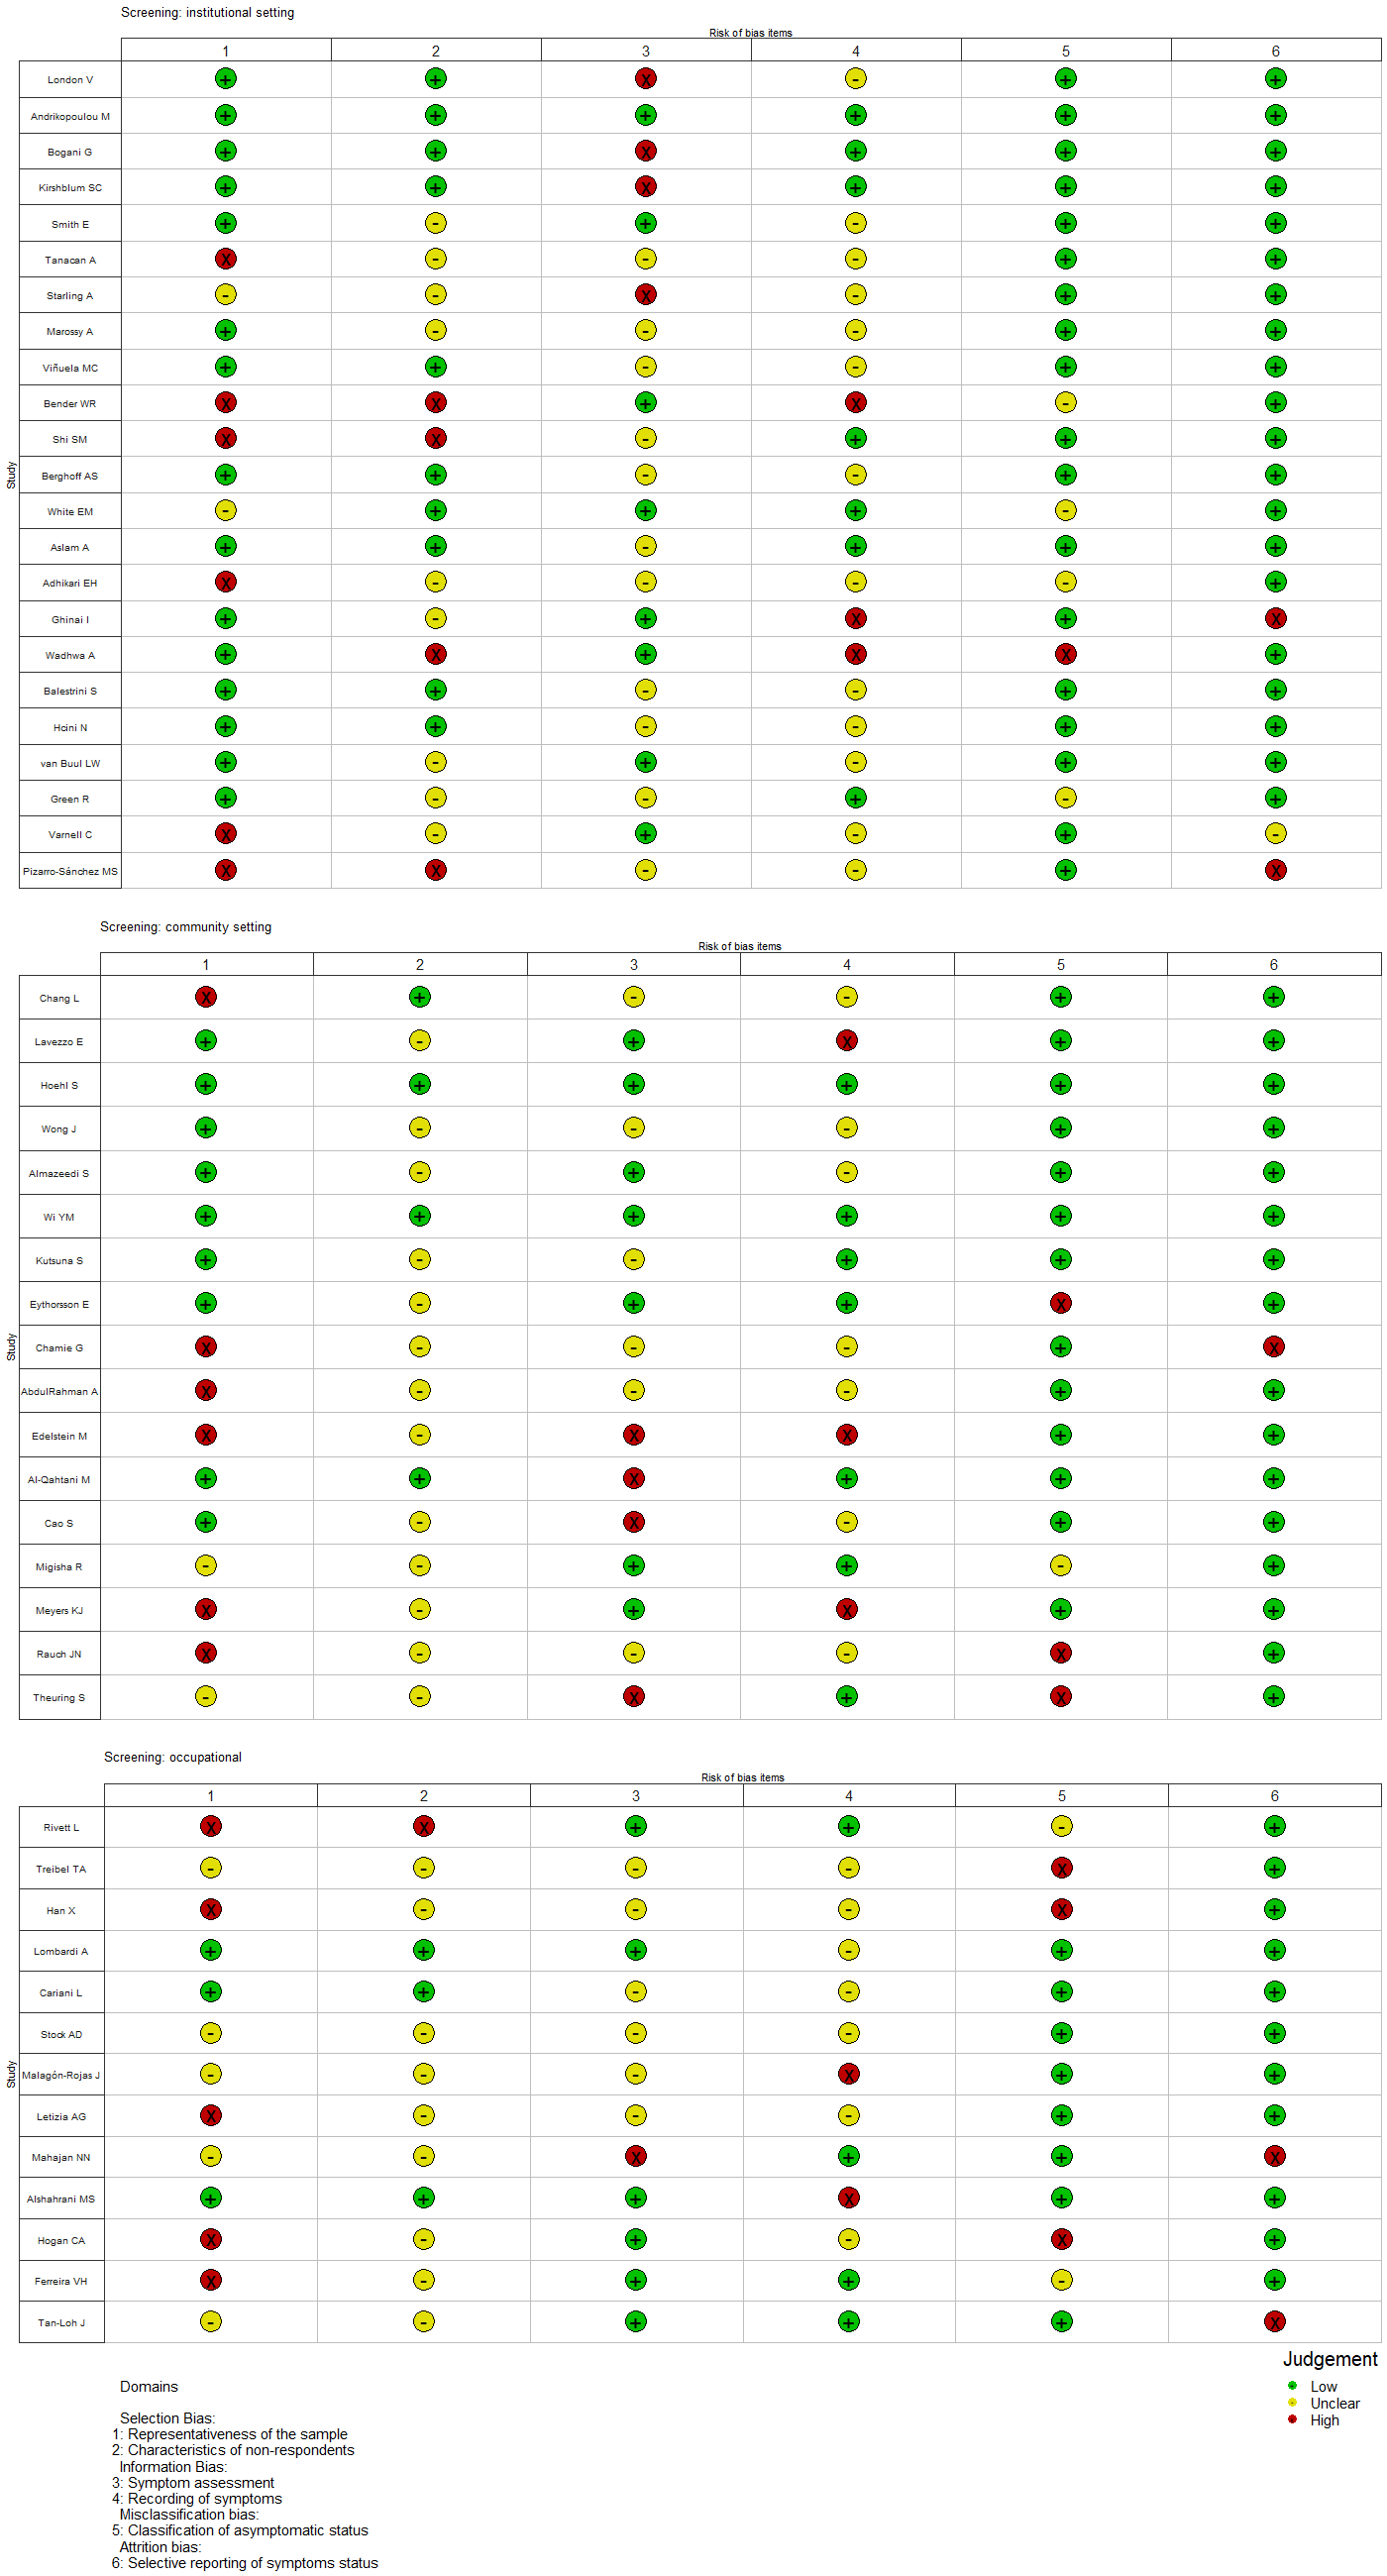 Screening: institutional setting
Risk of bias items
1 2 3 4 5 6
Study
London V + + X - + +
Andrikopoulou M + + + + + +
Bogani G + + X + + +
Kirshblum SC + + X + + +
Smith E + - + - + +
Tanacan A X - - - + +
Starling A - - X - + +
Marossy A + - - - + +
Viñuela MC + + - - + +
Bender WR X X + X - +
Shi SM X X - + + +
Berghoff AS + + - - + +
White EM - + + + - +
Aslam A + + - + + +
Adhikari EH X - - - - +
Ghinai I + - + X + X
Wadhwa A + X + X X +
Balestrini S + + - - + +
Hcini N + + - - + +
van Buul LW + - + - + +
Green R + - - + - +
Varnell C X - + - + -
Pizarro-Sánchez MS X X - - + X
Screening: community setting
Risk of bias items
1 2 3 4 5 6
Study
Chang L X + - - + +
Lavezzo E + - + X + +
Hoehl S + + + + + +
Wong J + - - - + +
Almazeedi S + - + - + +
Wi YM + + + + + +
Kutsuna S + - - + + +
Eythorsson E + - + + X +
Chamie G X - - - + X
AbdulRahman A X - - - + +
Edelstein M X - X X + +
Al-Qahtani M + + X + + +
Cao S + - X - + +
Migisha R - - + + - +
Meyers KJ X - + X + +
Rauch JN X - - - X +
Theuring S - - X + X +
Screening: occupational
Risk of bias items
1 2 3 4 5 6
Study
Rivett L X X + + - +
Treibel TA - - - - X +
Han X X - - - X +
Lombardi A + + + - + +
Cariani L + + - - + +
Stock AD - - - - + +
Malagón-Rojas J - - - X + +
Letizia AG X - - - + +
Mahajan NN - - X + + X
Alshahrani MS + + + X + +
Hogan CA X - + - X +
Ferreira VH X - + + - +
Tan-Loh J - - + + + X
Judgement
Low
Unclear
High
Domains
Selection Bias:
1: Representativeness of the sample
2: Characteristics of non-respondents
Information Bias:
3: Symptom assessment
4: Recording of symptoms
Misclassification bias:
5: Classification of asymptomatic status
Attrition bias:
6: Selective reporting of symptoms status